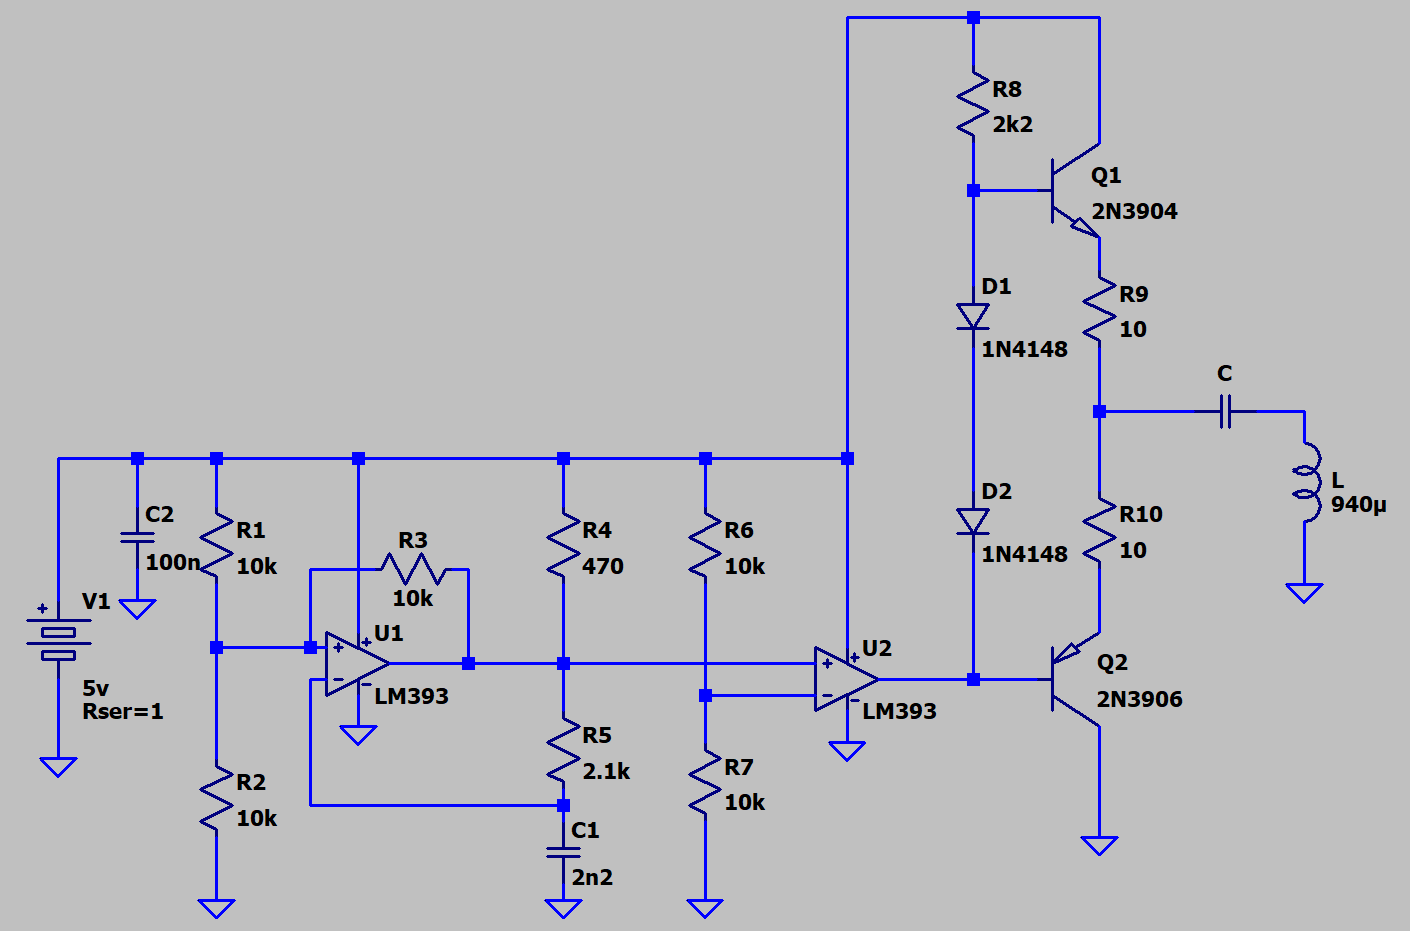 R8
2k2
Q1
2N3904
D1
1N4148
R9
10
C
D2
1N4148
L
940µ
R10
10
Q2
2N3906
C2
100n
R1
10k
R3
10k
R4
470
R6
10k
V1
5v
Rser=1
U1
LM393
U2
LM393
R2
10k
R5
2.1k
R7
10k
C1
2n2